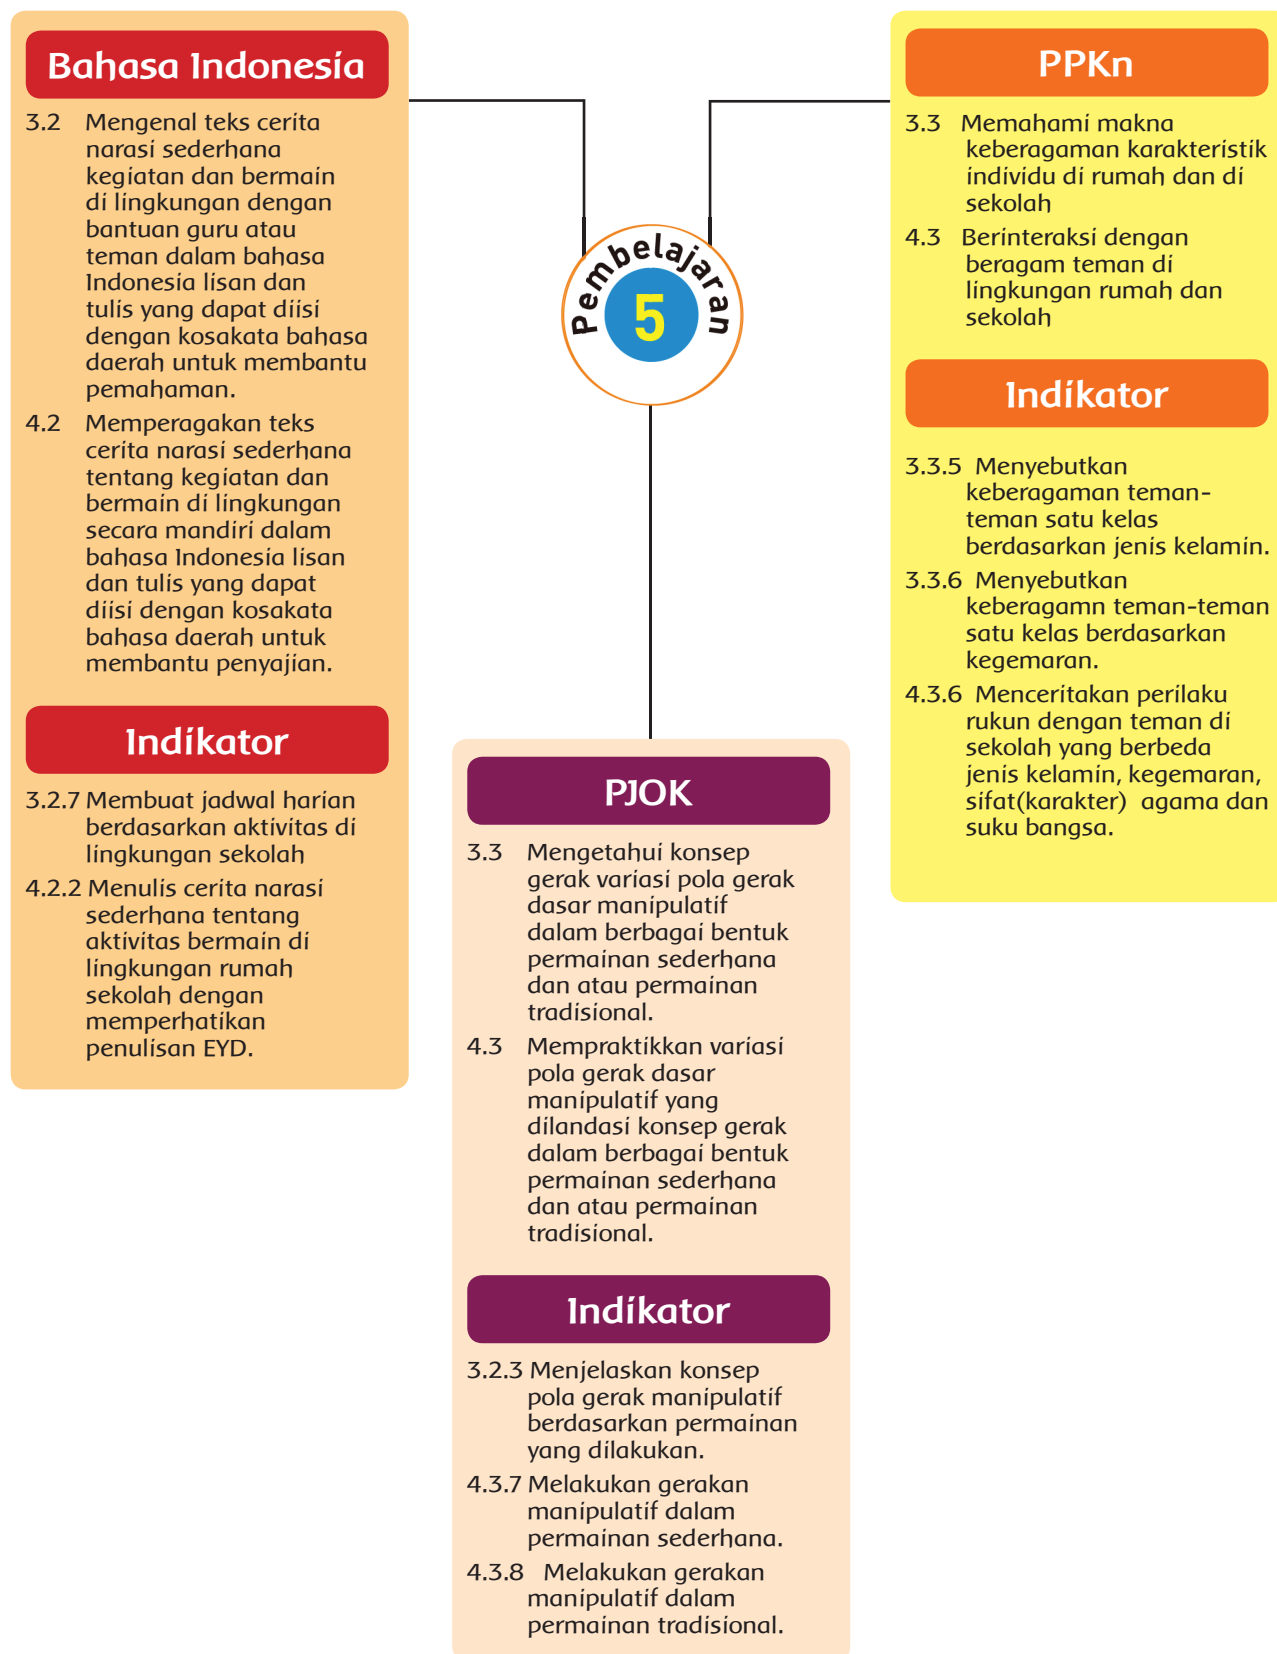 Bahasa Indonesia
3.2 Mengenal teks cerita
narasi sederhana
kegiatan dan bermain
di lingkungan dengan
bantuan guru atau
teman dalam bahasa
Indonesia lisan dan
tulis yang dapat diisi
dengan kosakata bahasa
daerah untuk membantu
pemahaman.
4.2 Memperagakan teks
cerita narasi sederhana
tentang kegiatan dan
bermain di lingkungan
secara mandiri dalam
bahasa Indonesia lisan
dan tulis yang dapat
diisi dengan kosakata
bahasa daerah untuk
membantu penyajian.
Indikator
3.2.7 Membuat jadwal harian
berdasarkan aktivitas di
lingkungan sekolah
4.2.2 Menulis cerita narasi
sederhana tentang
aktivitas bermain di
lingkungan rumah
sekolah dengan
memperhatikan
penulisan EYD.
Pembelajaran
5
PPKn
3.3 Memahami makna
keberagaman karakteristik
individu di rumah dan di
sekolah
4.3 Berinteraksi dengan
beragam teman di
lingkungan rumah dan
sekolah
Indikator
3.3.5 Menyebutkan
keberagaman teman-
teman satu kelas
berdasarkan jenis kelamin.
3.3.6 Menyebutkan
keberagamn teman-teman
satu kelas berdasarkan
kegemaran.
4.3.6 Menceritakan perilaku
rukun dengan teman di
sekolah yang berbeda
jenis kelamin, kegemaran,
sifat(karakter) agama dan
suku bangsa.
PJOK
3.3 Mengetahui konsep
gerak variasi pola gerak
dasar manipulatif
dalam berbagai bentuk
permainan sederhana
dan atau permainan
tradisional.
4.3 Mempraktikkan variasi
pola gerak dasar
manipulatif yang
dilandasi konsep gerak
dalam berbagai bentuk
permainan sederhana
dan atau permainan
tradisional.
Indikator
3.2.3 Menjelaskan konsep
pola gerak manipulatif
berdasarkan permainan
yang dilakukan.
4.3.7 Melakukan gerakan
manipulatif dalam
permainan sederhana.
4.3.8 Melakukan gerakan
manipulatif dalam
permainan tradisional.